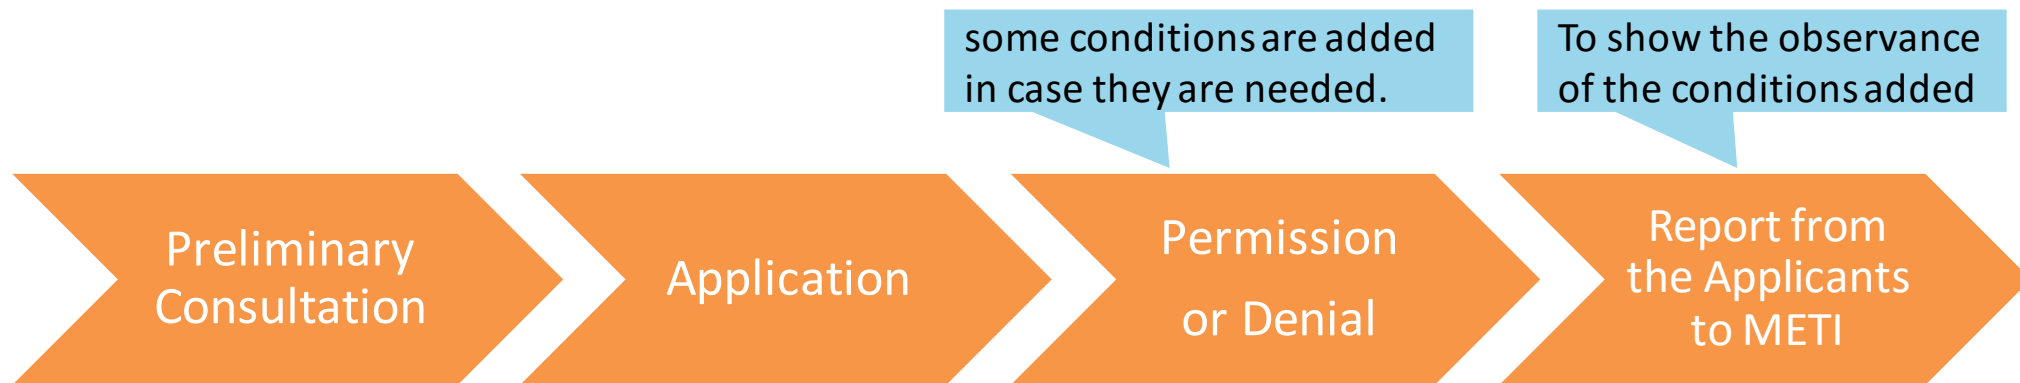 some conditions are added
in case they are needed.
To show the observance
of the conditions added
Preliminary
Consultation
Application
Permission
or Denial
Report from
the Applicants
to METI